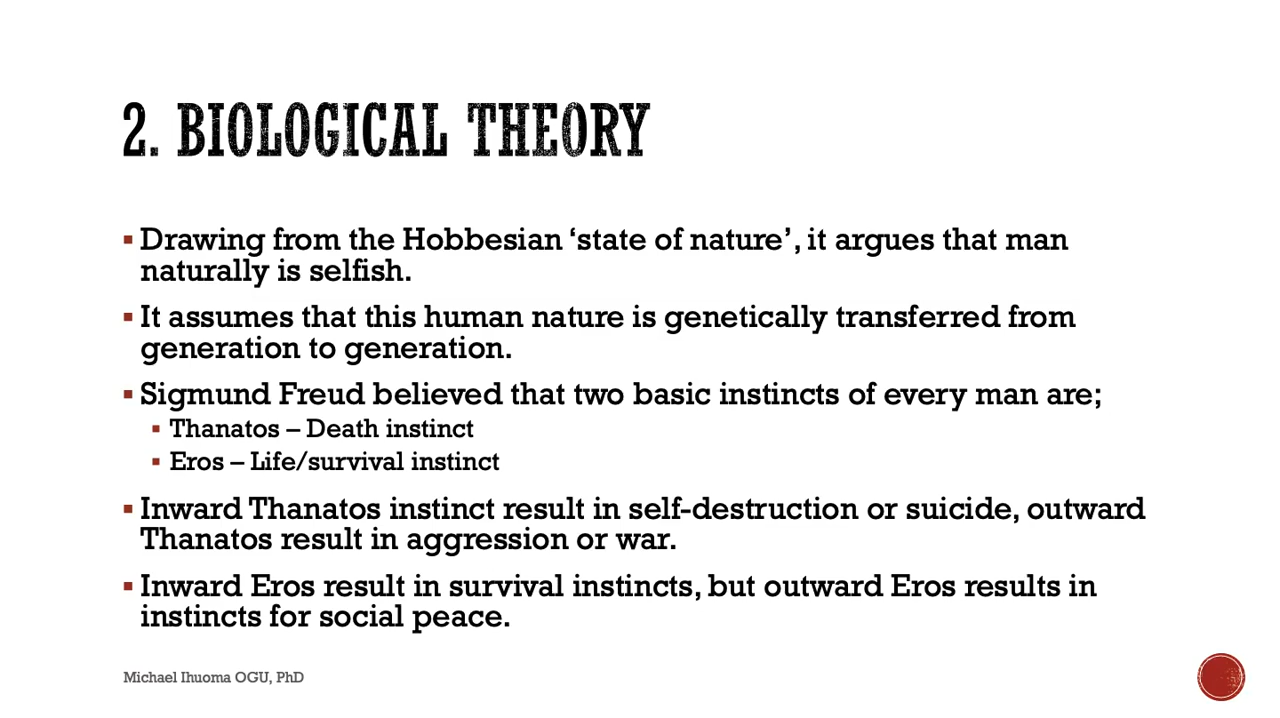 2. BIOLOGICAL THEORY
▪ Drawing from the Hobbesian ‘state of nature’, it argues that man
naturally is selfish.
▪ It assumes that this human nature is genetically transferred from
generation to generation.
▪ Sigmund Freud believed that two basic instincts of every man are;
▪ Thanatos – Death instinct
▪ Eros – Life/survival instinct
▪ Inward Thanatos instinct result in self-destruction or suicide, outward
Thanatos result in aggression or war.
▪ Inward Eros result in survival instincts, but outward Eros results in
instincts for social peace.
Michael Ihuoma OGU, PhD